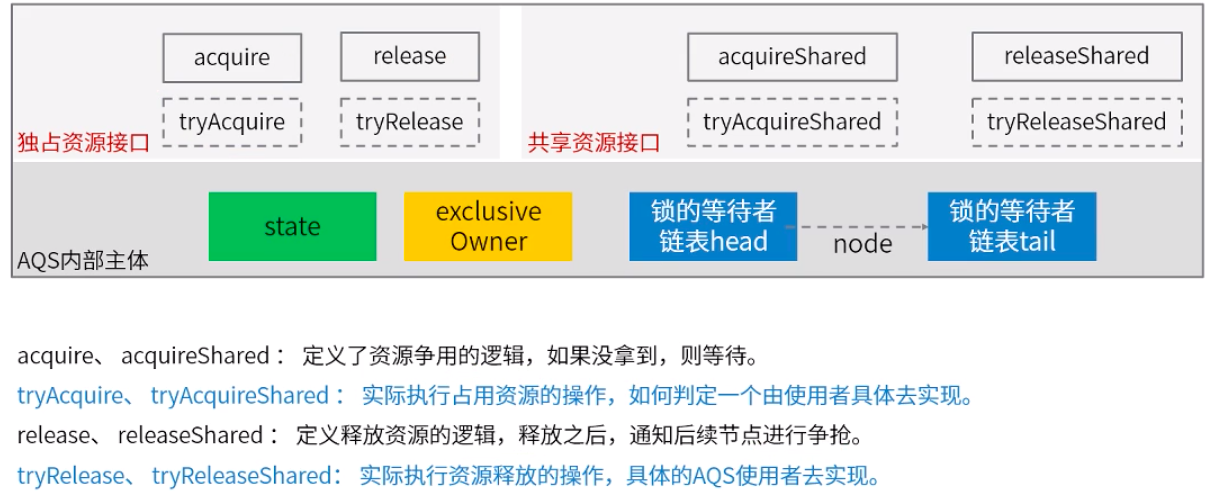 acquire
release
acquireShared
releaseShared
tryAcquire
tryRelease
tryAcquireShared
tryReleaseShared
独占资源接口
共享资源接口
state
exclusive
Owner
锁的等待者
链表head
node
锁的等待者
链表tail
AQS内部主体
acquire、 acquireShared： 定义了资源争用的逻辑，如果没拿到，则等待。
tryAcquire、 tryAcquireShared： 实际执行占用资源的操作，如何判定一个由使用者具体去实现。
release、 releaseShared： 定义释放资源的逻辑，释放之后，通知后续节点进行争抢。
tryRelease、 tryReleaseShared： 实际执行资源释放的操作，具体的AQS使用者去实现。